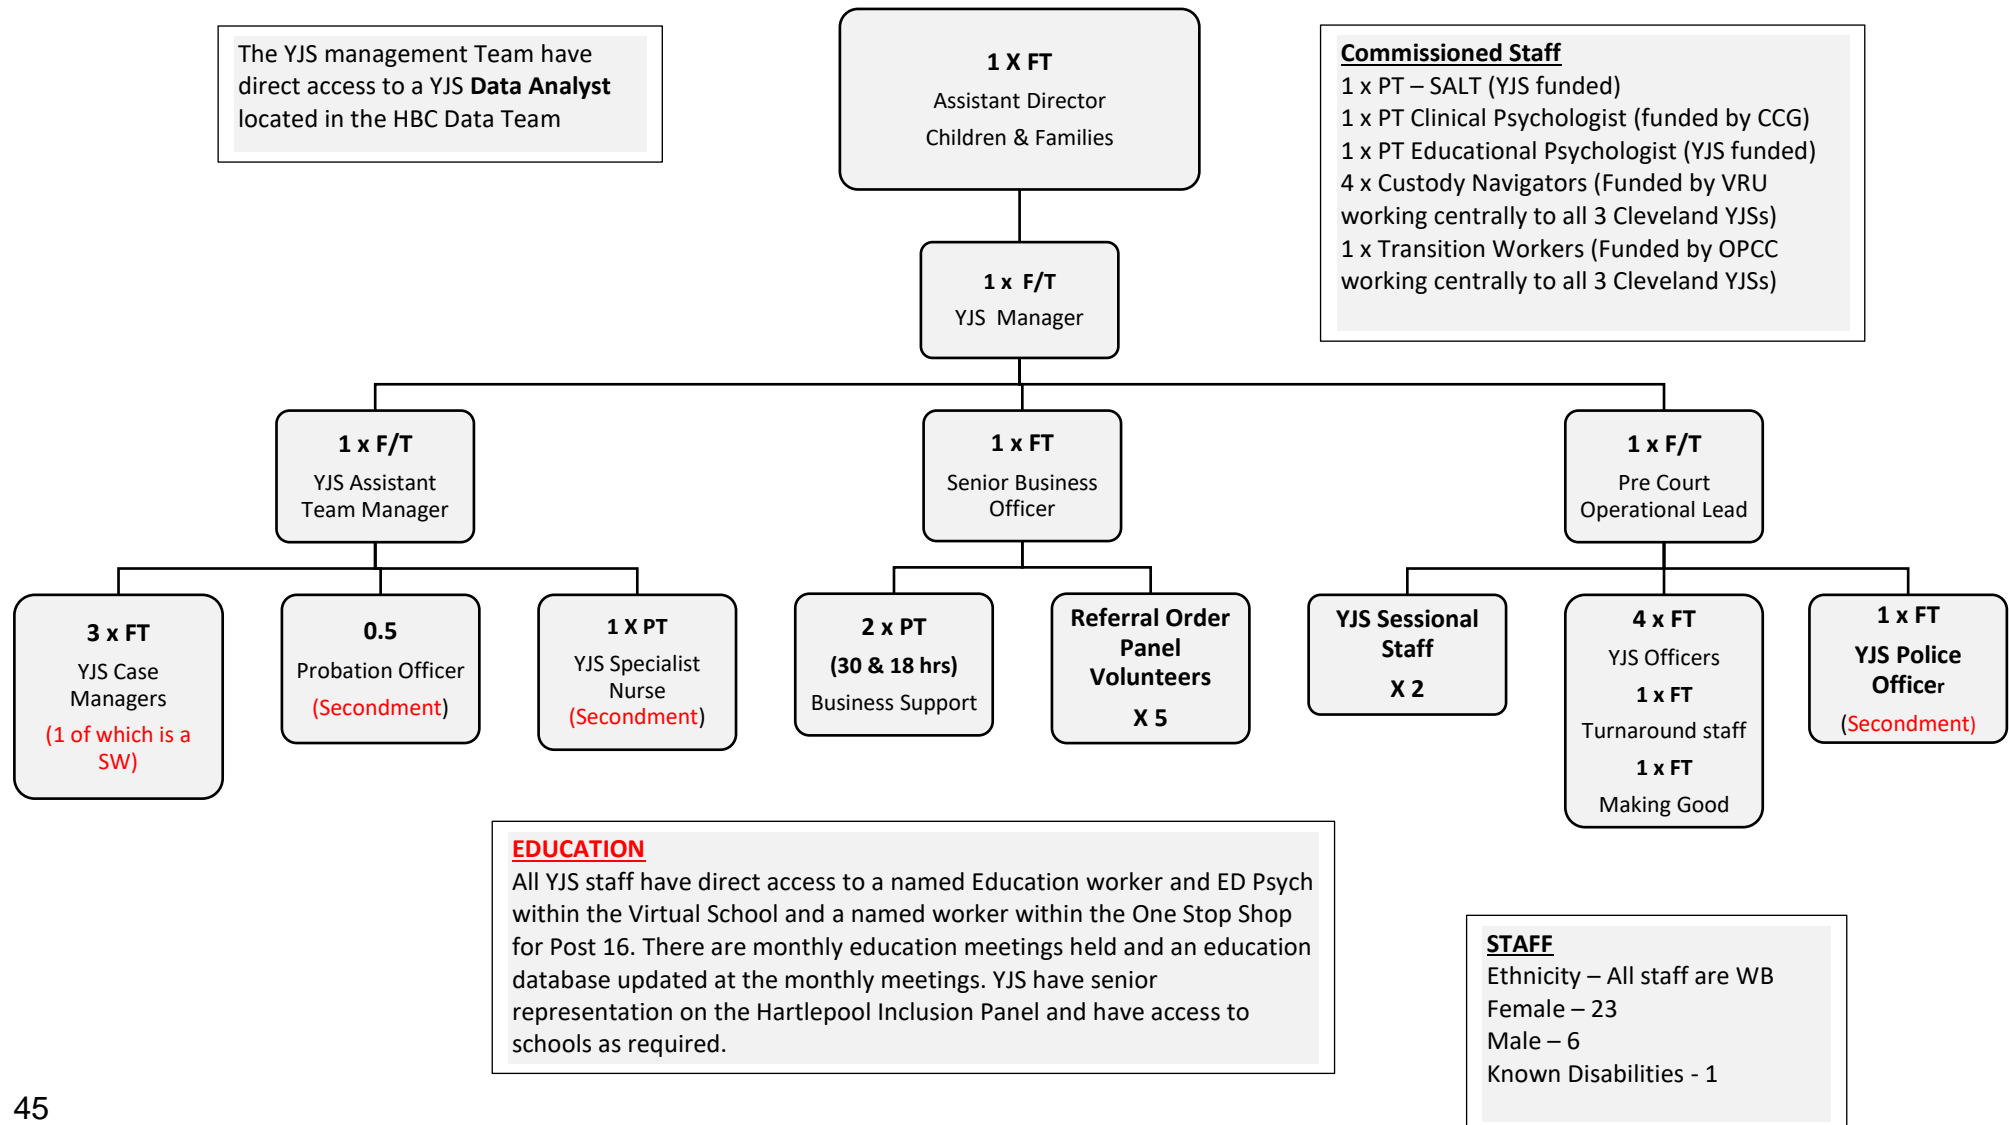 The YJS management Team have
direct access to a YJS Data Analyst
located in the HBC Data Team
1 X FT
Assistant Director
Children & Families
Commissioned Staff
1 x PT – SALT (YJS funded)
1 x PT Clinical Psychologist (funded by CCG)
1 x PT Educational Psychologist (YJS funded)
4 x Custody Navigators (Funded by VRU
working centrally to all 3 Cleveland YJSs)
1 x Transition Workers (Funded by OPCC
working centrally to all 3 Cleveland YJSs)
1 x F/T
YJS Manager
1 x F/T
YJS Assistant
Team Manager
1 x FT
Senior Business
Officer
1 x F/T
Pre Court
Operational Lead
3 x FT
YJS Case
Managers
(1 of which is a
SW)
0.5
Probation Officer
(Secondment)
1 X PT
YJS Specialist
Nurse
(Secondment)
2 x PT
(30 & 18 hrs)
Business Support
Referral Order
Panel
Volunteers
X 5
YJS Sessional
Staff
X 2
4 x FT
YJS Officers
1 x FT
Turnaround staff
1 x FT
Making Good
1 x FT
YJS Police
Officer
(Secondment)
EDUCATION
All YJS staff have direct access to a named Education worker and ED Psych
within the Virtual School and a named worker within the One Stop Shop
for Post 16. There are monthly education meetings held and an education
database updated at the monthly meetings. YJS have senior
representation on the Hartlepool Inclusion Panel and have access to
schools as required.
STAFF
Ethnicity – All staff are WB
Female – 23
Male – 6
Known Disabilities - 1
45